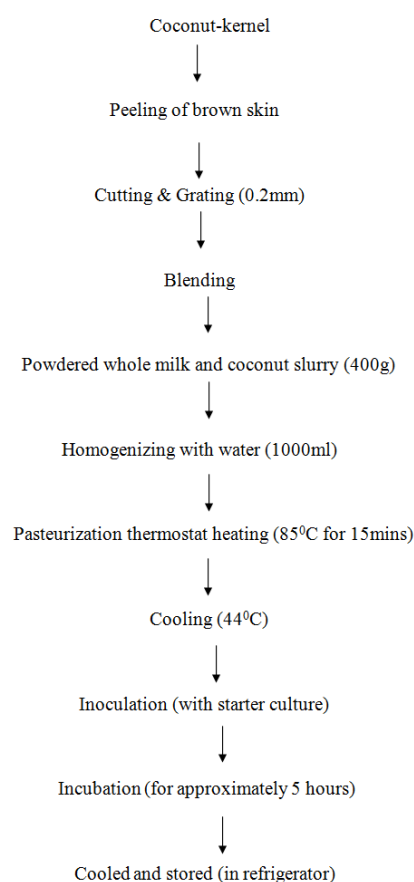 Coconut-kernel
Peeling of brown skin
Cutting & Grating (0.2mm)
Blending
Powdered whole milk and coconut slurry (400g)
Homogenizing with water (1000ml)
Pasteurization thermostat heating (85⁰C for 15mins)
Cooling (44⁰C)
Inoculation (with starter culture)
Incubation (for approximately 5 hours)
Cooled and stored (in refrigerator)